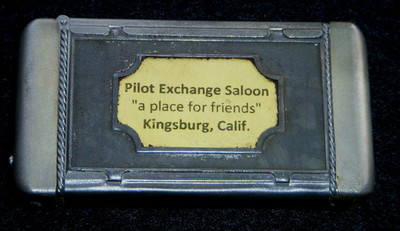 Pilot Exchange Saloon
"a place for friends"
Kingsburg, Calif.